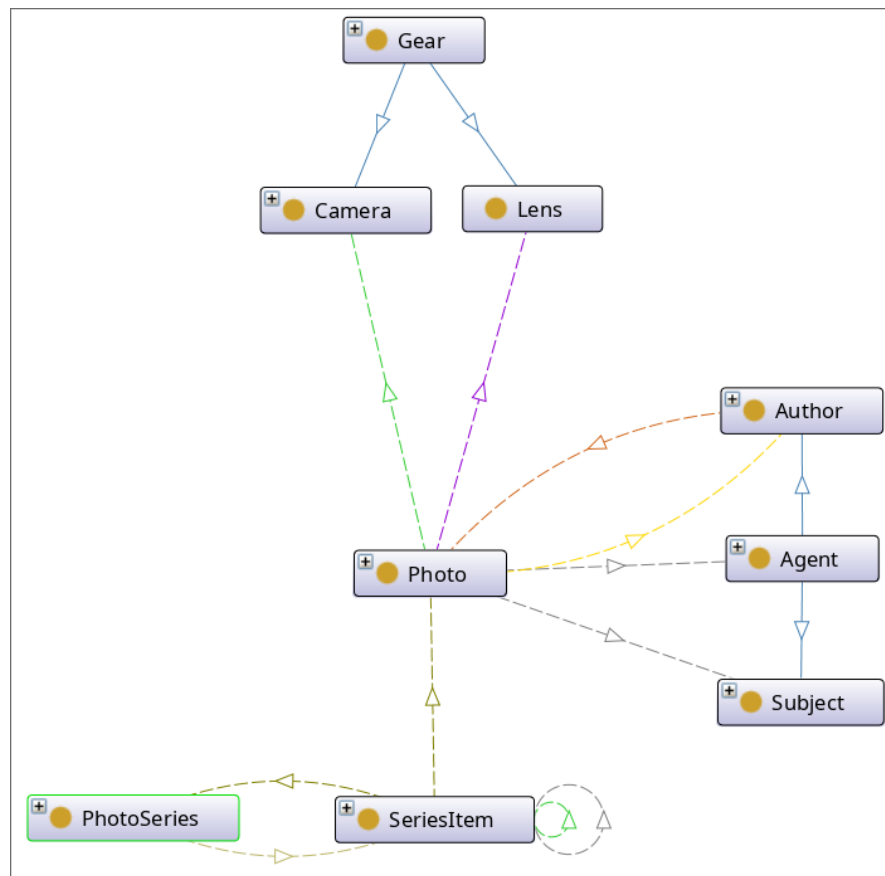 Gear
Camera
Lens
Author
Photo
Agent
Subject
PhotoSeries
SeriesItem